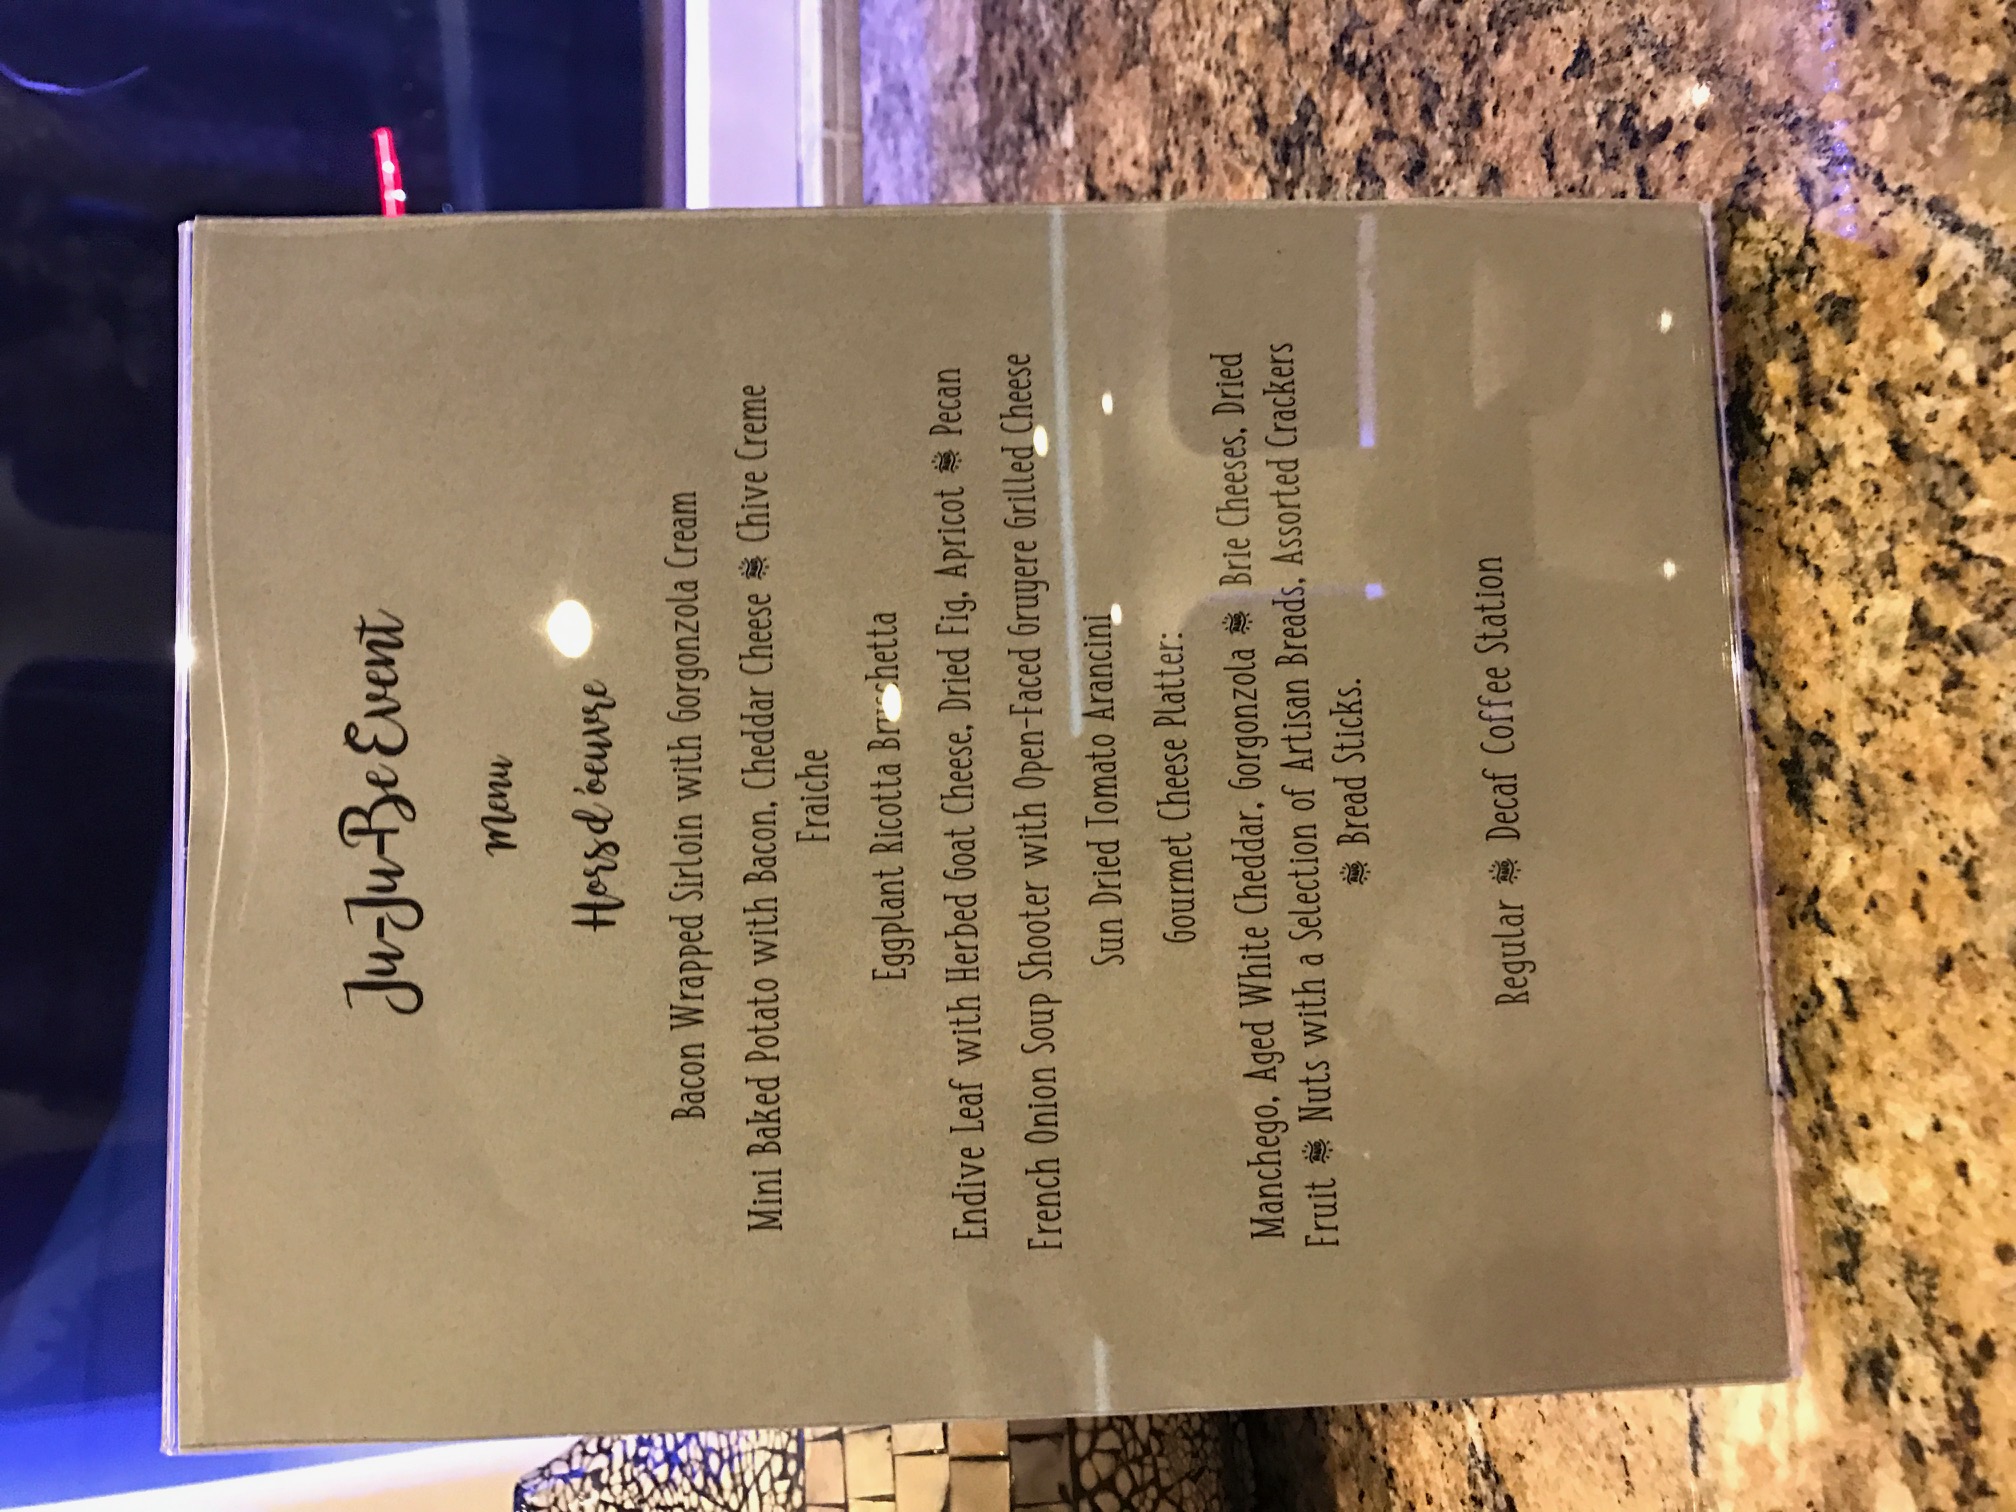 Ju-Ju-Be Event
Menu
Hors d'oeuvre
Bacon Wrapped Sirloin with Gorgonzola Cream
Mini Baked Potato with Bacon, Cheddar Cheese & Chive Creme
Fraiche
Eggplant Ricotta Bruschetta
Endive Leaf with Herbed Goat Cheese, Dried Fig, Apricot & Pecan
French Onion Soup Shooter with Open-Faced Gruyere Grilled Cheese
Sun Dried Tomato Arancini
Gourmet Cheese Platter:
Manchego, Aged White Cheddar, Gorgonzola & Brie Cheeses, Dried
Fruit & Nuts with a Selection of Artisan Breads, Assorted Crackers
& Bread Sticks.
Regular & Decaf Coffee Station